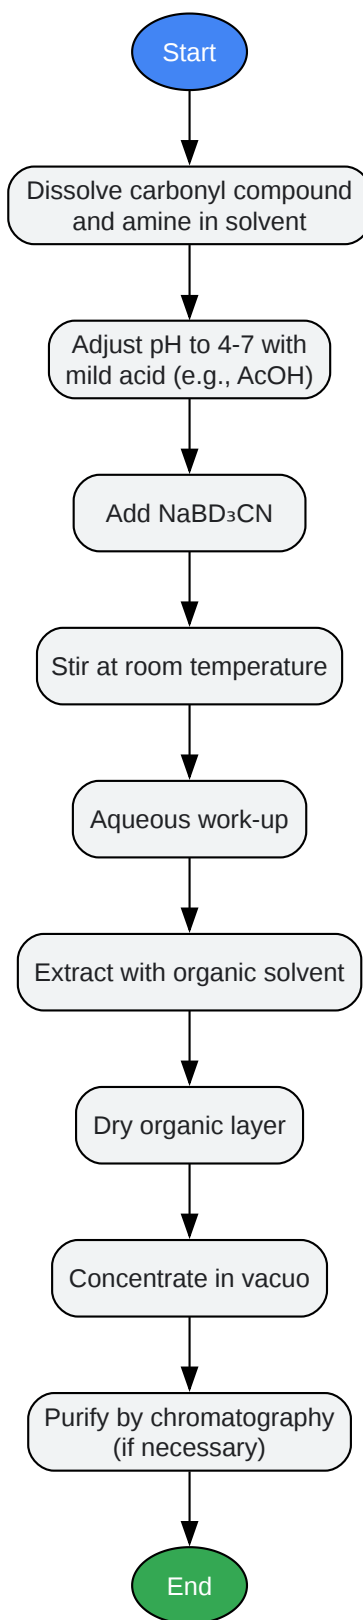 Start
Dissolve carbonyl compound
and amine in solvent
Adjust pH to 4-7 with
mild acid (e.g., AcOH)
Add NaBD₃CN
Stir at room temperature
Aqueous work-up
Extract with organic solvent
Dry organic layer
Concentrate in vacuo
Purify by chromatography
(if necessary)
End